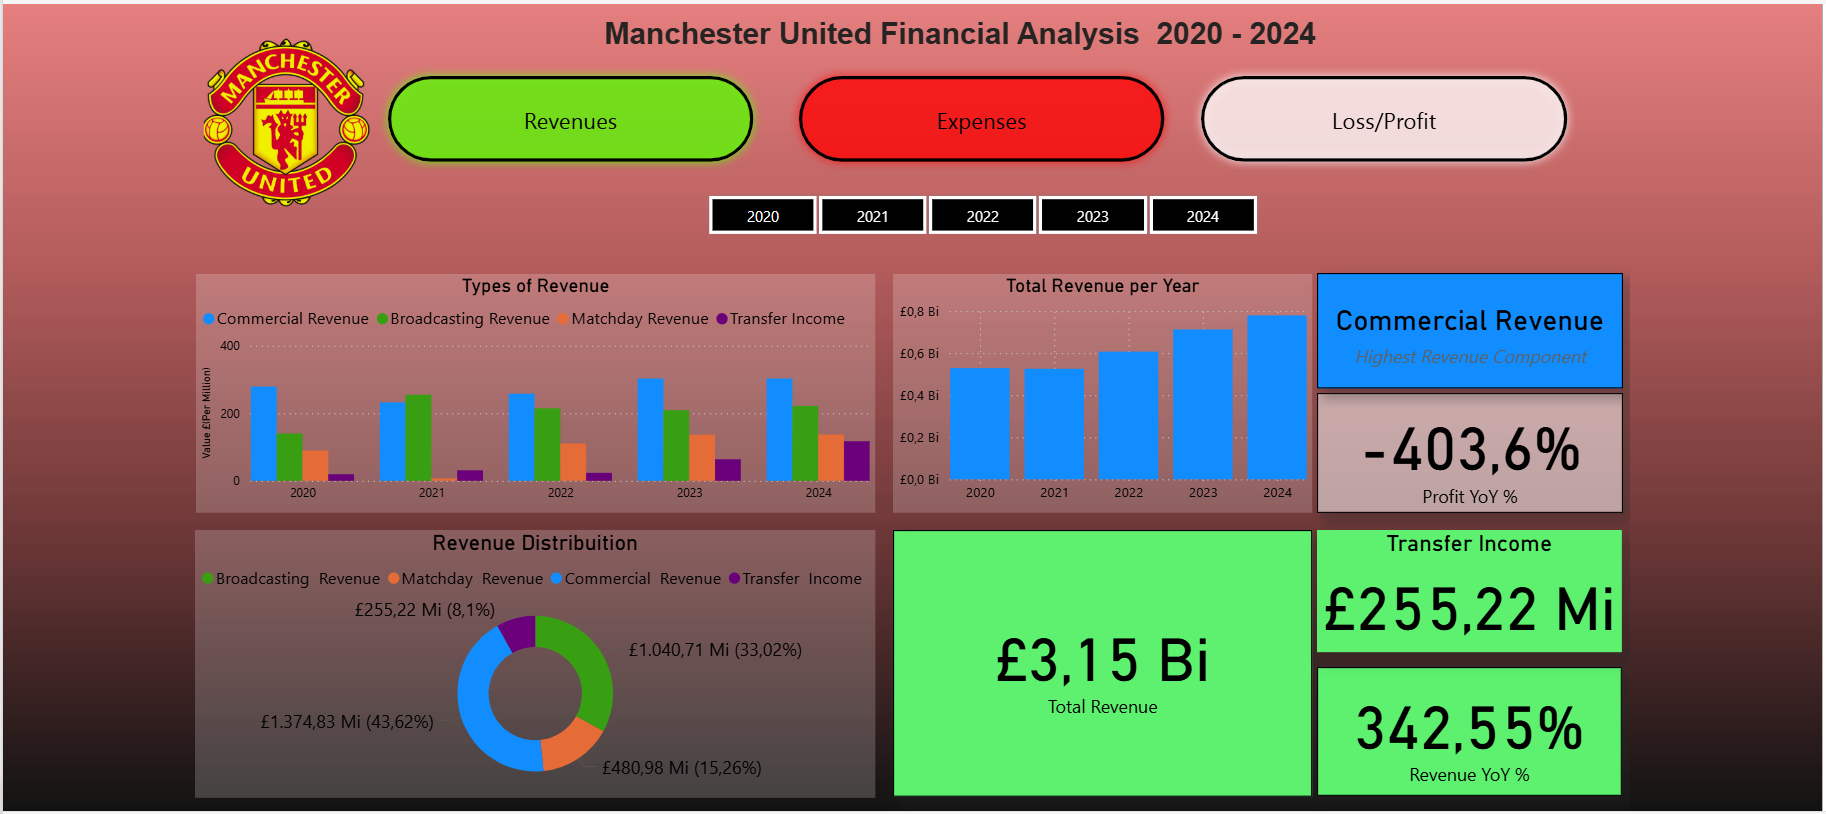 Manchester United Financial Analysis  2020 - 2024
MANCHESTER
UNITED
Revenues
Expenses
Loss/Profit
2020
2021
2022
2023
2024
Types of Revenue
Commercial Revenue
Broadcasting Revenue
Matchday Revenue
Transfer Income
Value £(Per Million)
400
200
0
2020
2021
2022
2023
2024
Total Revenue per Year
£0,8 Bi
£0,6 Bi
£0,4 Bi
£0,2 Bi
£0,0 Bi
2020
2021
2022
2023
2024
Commercial Revenue
Highest Revenue Component
-403,6%
Profit YoY %
Revenue Distribuition
Broadcasting Revenue
Matchday Revenue
Commercial Revenue
Transfer Income
£255,22 Mi (8,1%)
£1.040,71 Mi (33,02%)
£1.374,83 Mi (43,62%)
£480,98 Mi (15,26%)
£3,15 Bi
Total Revenue
Transfer Income
£255,22 Mi
342,55%
Revenue YoY %